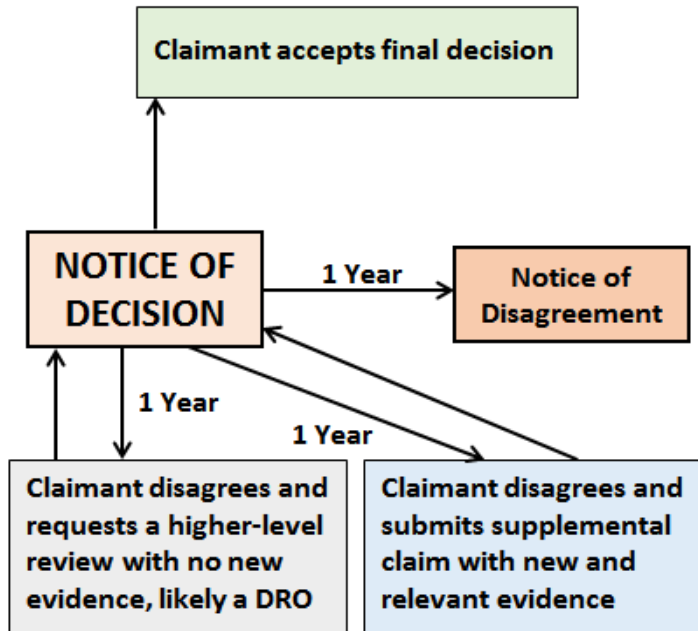 Claimant accepts final decision
NOTICE OF
DECISION
1 Year
Notice of
Disagreement
1 Year
1 Year
Claimant disagrees and
requests a higher-level
review with no new
evidence, likely a DRO
Claimant disagrees and
submits supplemental
claim with new and
relevant evidence